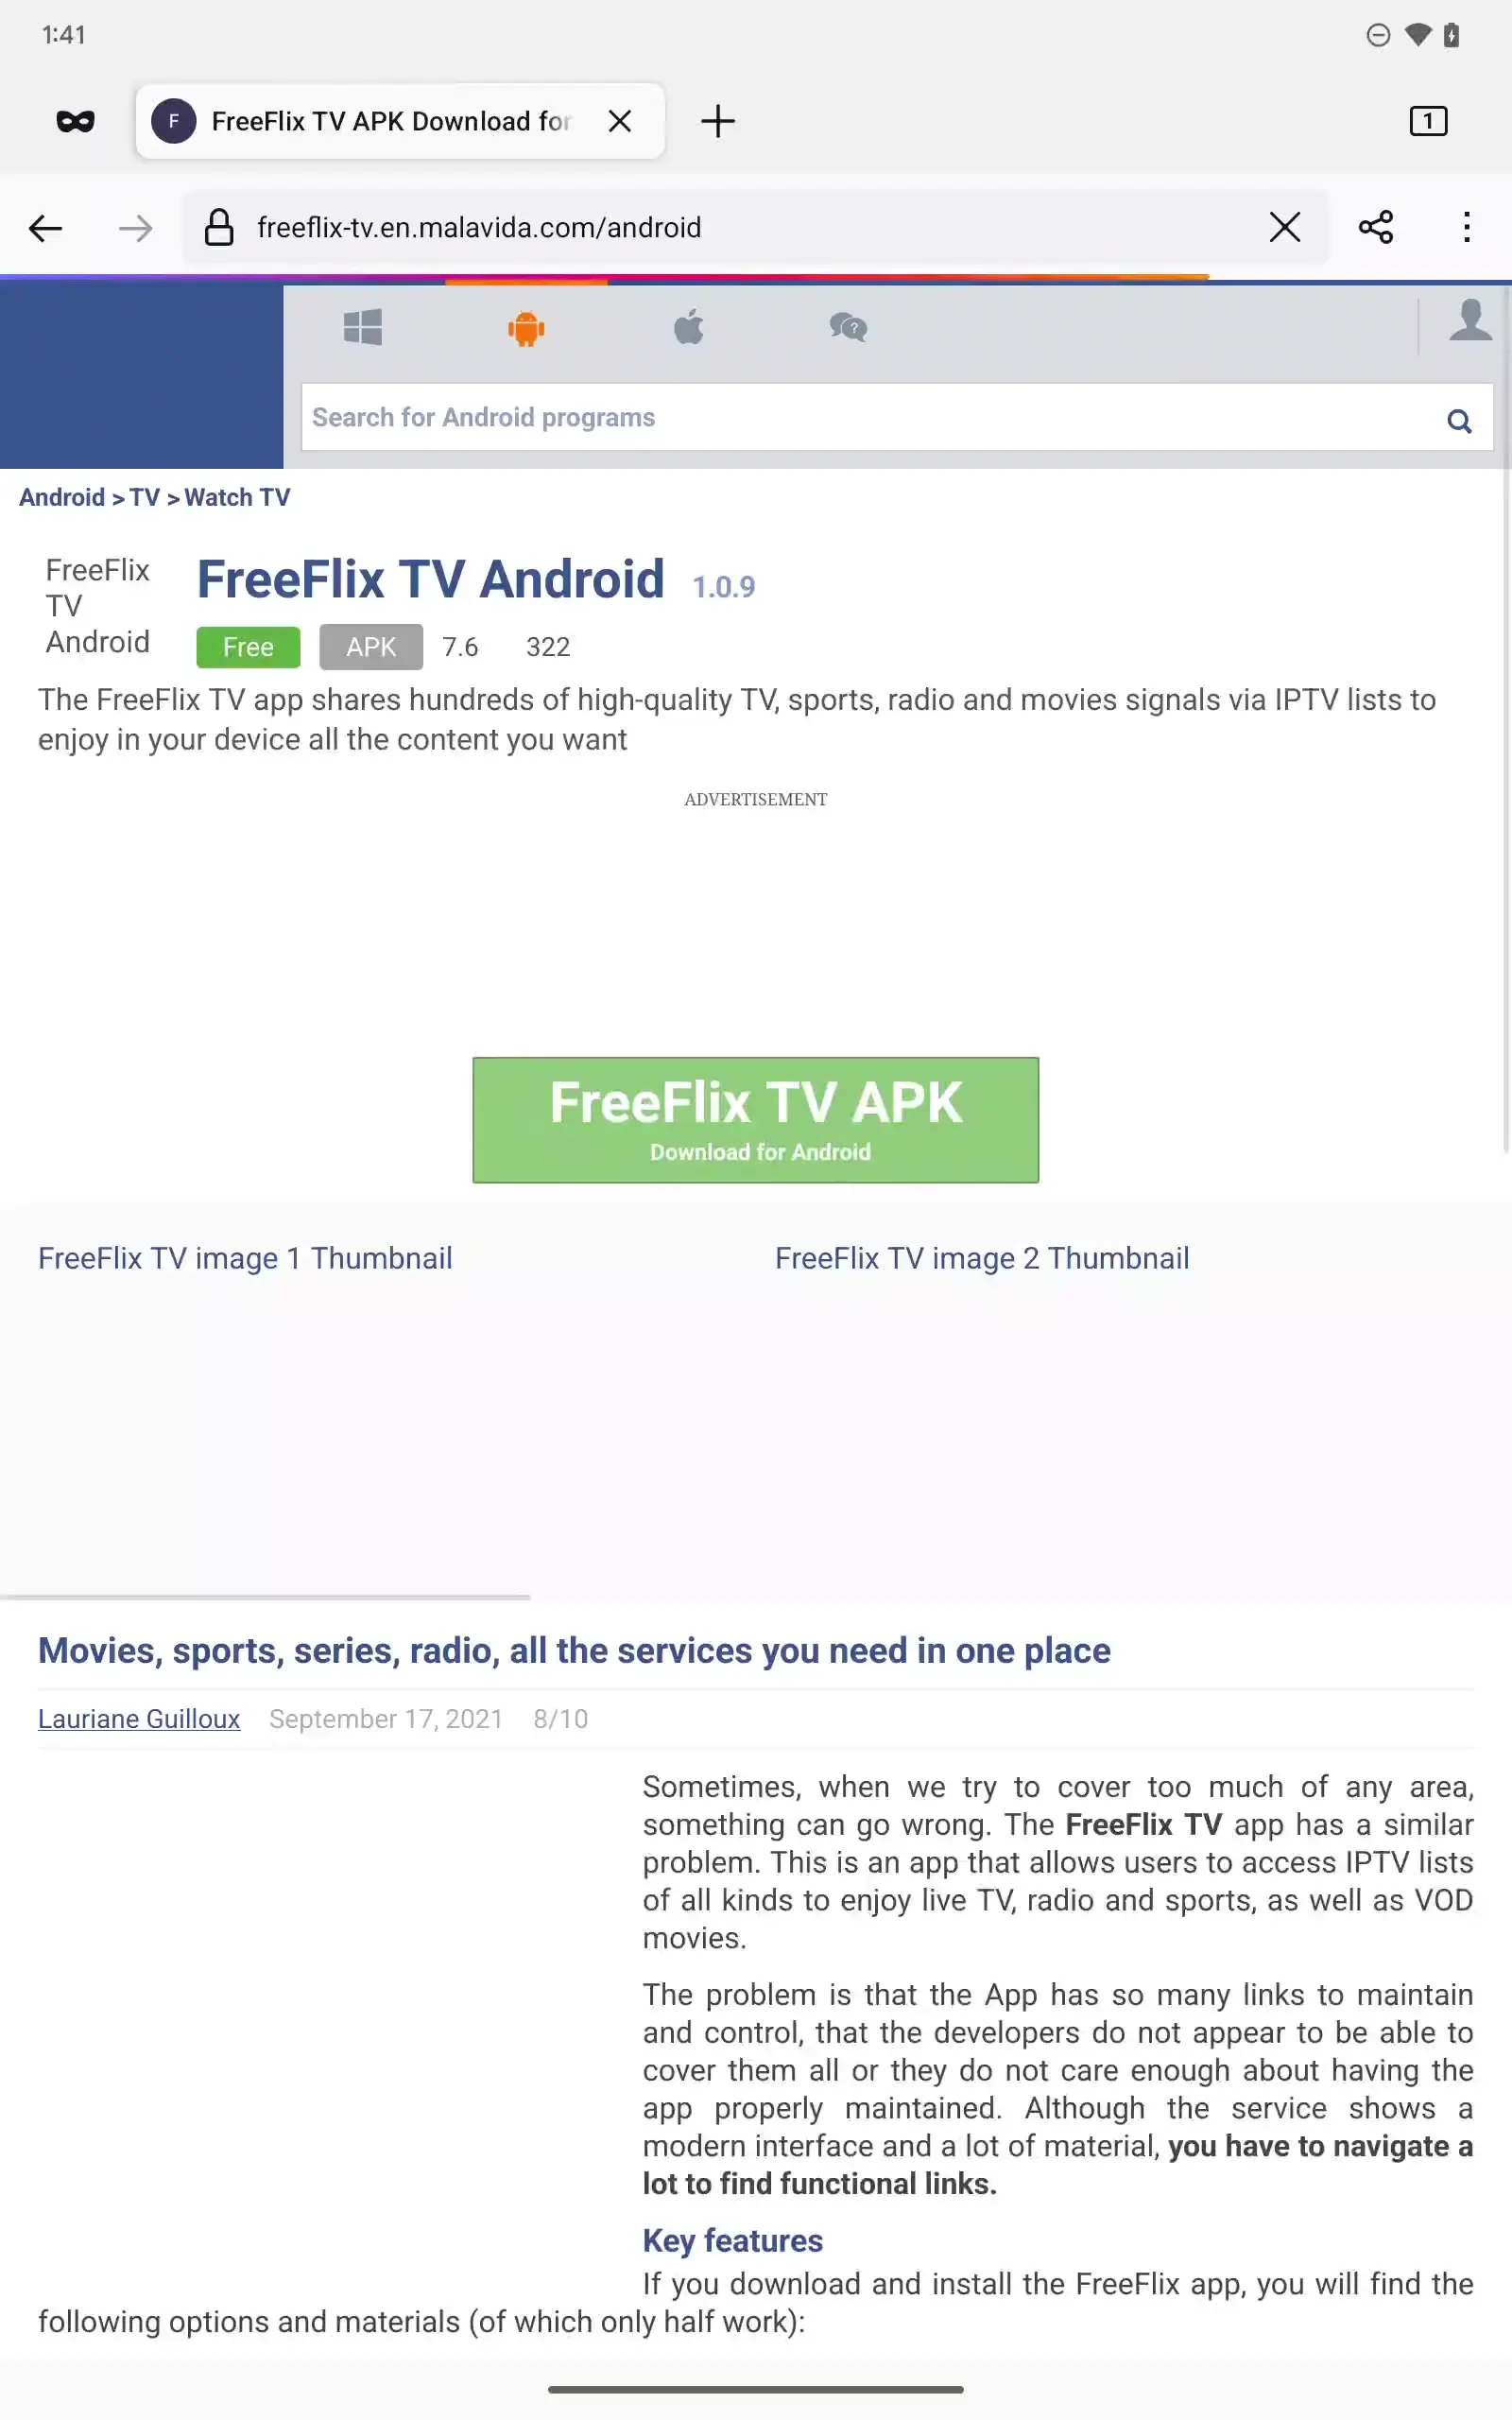 1:41
F FreeFlix TV APK Download for
1
freeflix-tv.en.malavida.com/android
Search for Android programs
Android > TV > Watch TV
FreeFlix TV Android
FreeFlix TV Android 1.0.9
Free APK 7.6 322
The FreeFlix TV app shares hundreds of high-quality TV, sports, radio and movies signals via IPTV lists to
enjoy in your device all the content you want
ADVERTISEMENT
FreeFlix TV APK
Download for Android
FreeFlix TV image 1 Thumbnail FreeFlix TV image 2 Thumbnail
Movies, sports, series, radio, all the services you need in one place
Lauriane Guilloux September 17, 2021 8/10
Sometimes, when we try to cover too much of any area,
something can go wrong. The FreeFlix TV app has a similar
problem. This is an app that allows users to access IPTV lists
of all kinds to enjoy live TV, radio and sports, as well as VOD
movies.
The problem is that the App has so many links to maintain
and control, that the developers do not appear to be able to
cover them all or they do not care enough about having the
app properly maintained. Although the service shows a
modern interface and a lot of material, you have to navigate a
lot to find functional links.
Key features
If you download and install the FreeFlix app, you will find the
following options and materials (of which only half work):